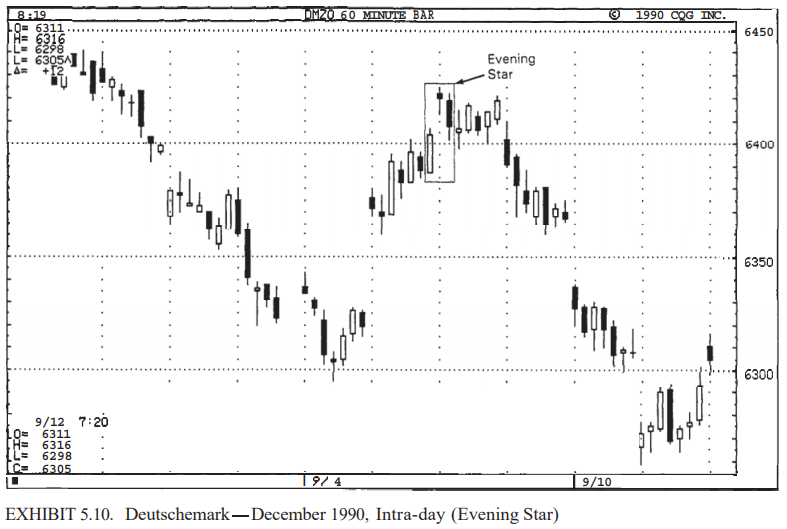 8:19 DMZ0 60 MINUTE BAR © 1990 CQG INC.
O= 6311
H= 6316
L= 6298
L= 6305^
Δ= +12
Evening
Star
6450
6400
6350
6300
9/12 7:20
O= 6311
H= 6316
L= 6298
C= 6305
9/ 4 9/10
EXHIBIT 5.10. Deutschemark—December 1990, Intra-day (Evening Star)